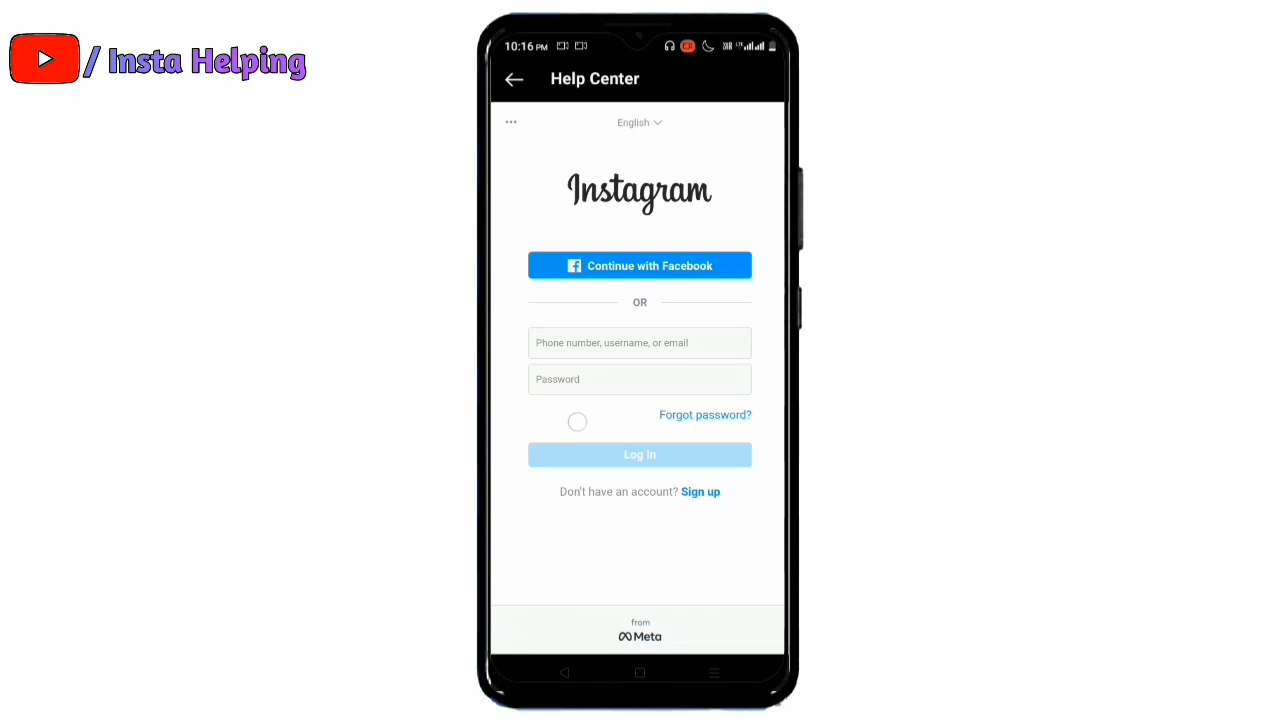 / Insta Helping
10:16 PM
Help Center
English
Instagram
Continue with Facebook
OR
Phone number, username, or email
Password
Forgot password?
Log in
Don't have an account? Sign up
from
Meta